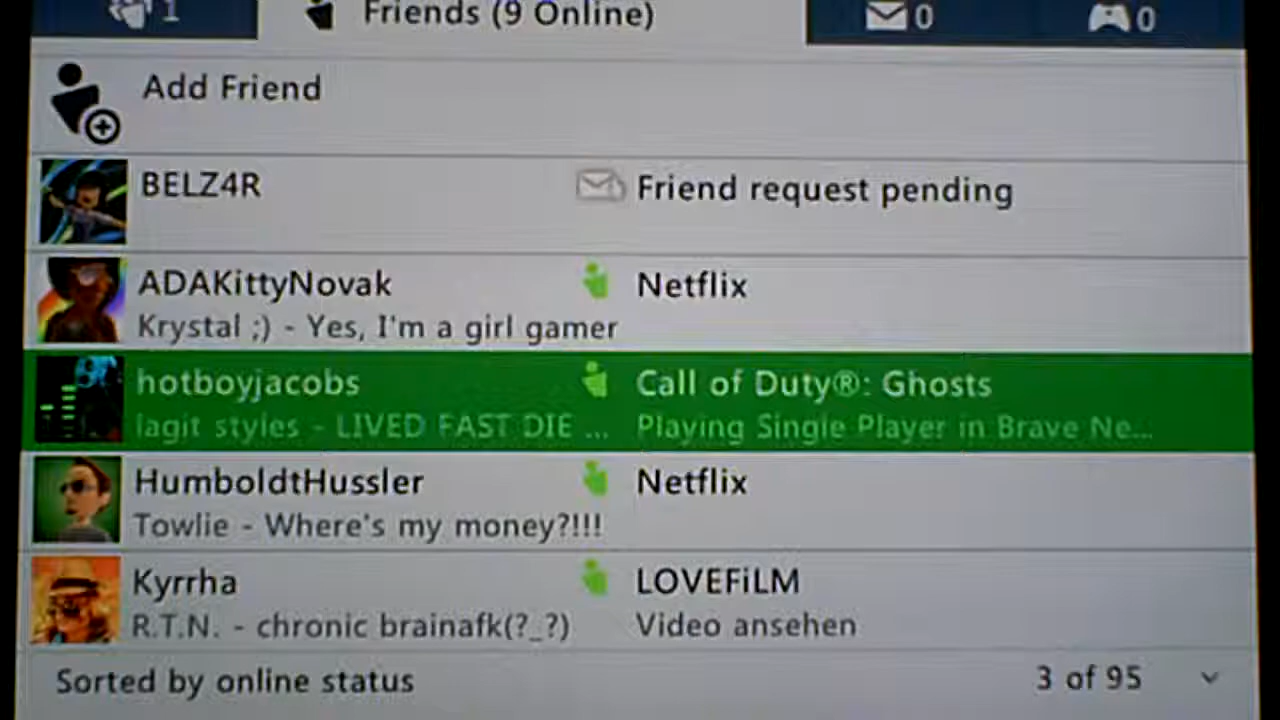 1 Friends (9 Online) 0 0
Add Friend
BELZ4R Friend request pending
ADAKittyNovak Netflix
Krystal ;) - Yes, I'm a girl gamer
hotboyjacobs Call of Duty®: Ghosts
lagit styles - LIVED FAST DIE ... Playing Single Player in Brave Ne...
HumboldtHussler Netflix
Towlie - Where's my money?!!!
Kyrrha LOVEFiLM
R.T.N. - chronic brainafk(?_?) Video ansehen
Sorted by online status 3 of 95